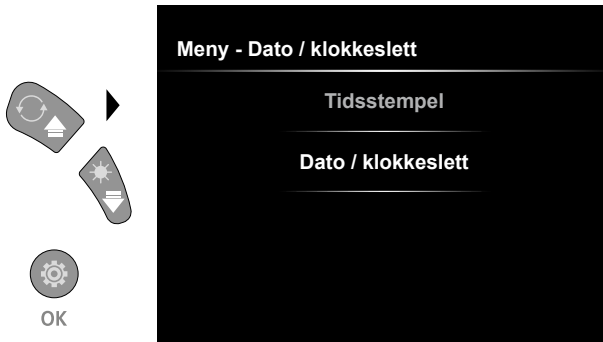 Meny - Dato / klokkeslett
Tidsstempel
Dato / klokkeslett
OK